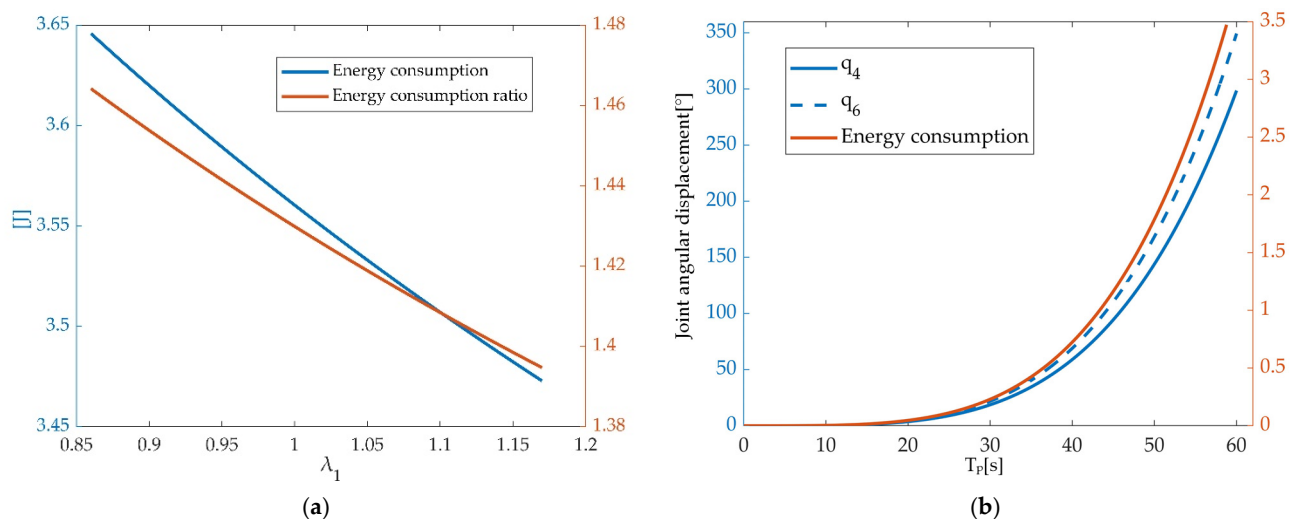 3.65
3.6
3.55
3.5
3.45
[J]
1.48
1.46
1.44
1.42
1.4
1.38
Energy consumption
Energy consumption ratio
0.85 0.9 0.95 1 1.05 1.1 1.15 1.2
λ1
(a)
350
300
250
200
150
100
50
0
Joint angular displacement[°]
3.5
3
2.5
2
1.5
1
0.5
0
q4
q6
Energy consumption
0 10 20 30 40 50 60
TP[s]
(b)